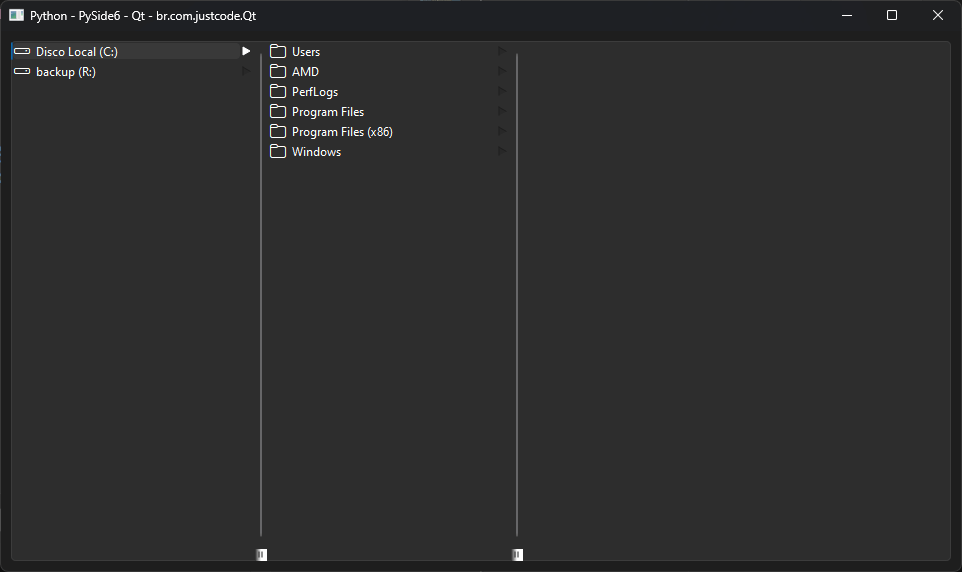 Python - PySide6 - Qt - br.com.justcode.Qt
Disco Local (C:)
backup (R:)
Users
AMD
PerfLogs
Program Files
Program Files (x86)
Windows